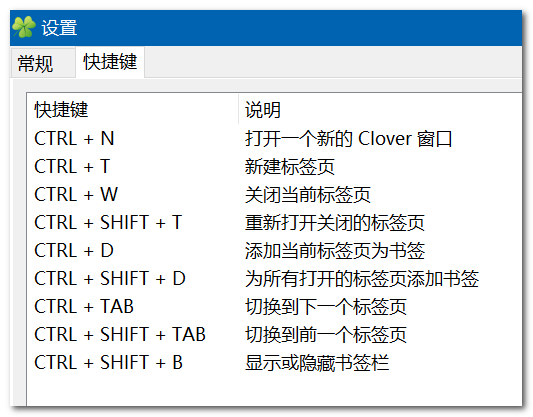 设置
常规 快捷键
快捷键 说明
CTRL + N 打开一个新的 Clover 窗口
CTRL + T 新建标签页
CTRL + W 关闭当前标签页
CTRL + SHIFT + T 重新打开关闭的标签页
CTRL + D 添加当前标签页为书签
CTRL + SHIFT + D 为所有打开的标签页添加书签
CTRL + TAB 切换到下一个标签页
CTRL + SHIFT + TAB 切换到前一个标签页
CTRL + SHIFT + B 显示或隐藏书签栏